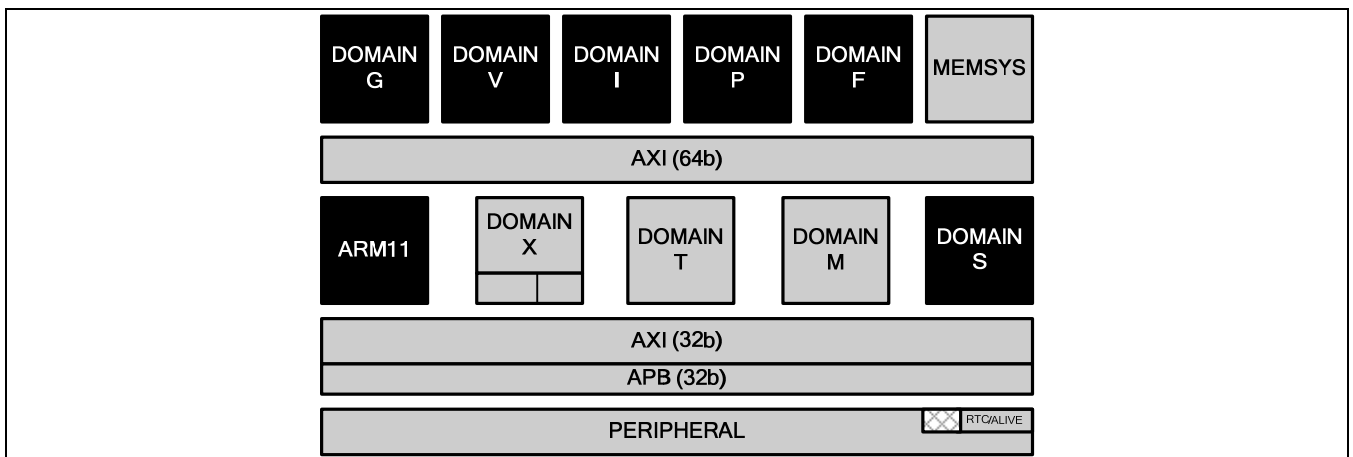 DOMAIN G
DOMAIN V
DOMAIN I
DOMAIN P
DOMAIN F
MEMSYS
AXI (64b)
ARM11
DOMAIN X
DOMAIN T
DOMAIN M
DOMAIN S
AXI (32b)
APB (32b)
PERIPHERAL
RTC/ALIVE